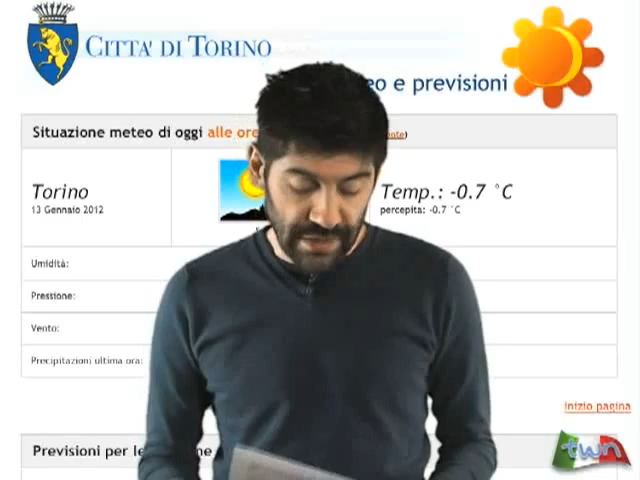 CITTA' DI TORINO
eo e previsioni
Situazione meteo di oggi alle ore
Torino
13 Gennaio 2012
Temp.: -0.7 °C
percepita: -0.7 °C
Umidità:
Pressione:
Vento:
Precipitazioni ultima ora:
inizio pagina
Previsioni per le
twn